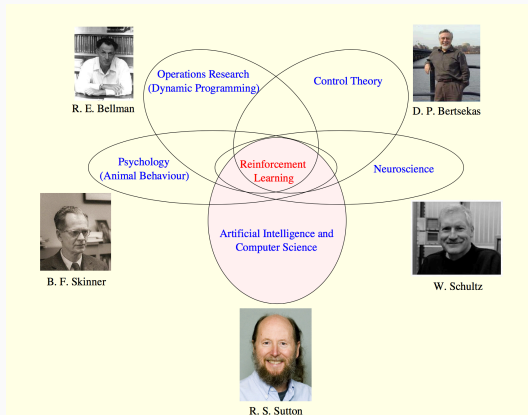 Operations Research
(Dynamic Programming)
Control Theory
R. E. Bellman
D. P. Bertsekas
Psychology
(Animal Behaviour)
Reinforcement
Learning
Neuroscience
Artificial Intelligence and
Computer Science
B. F. Skinner
W. Schultz
R. S. Sutton